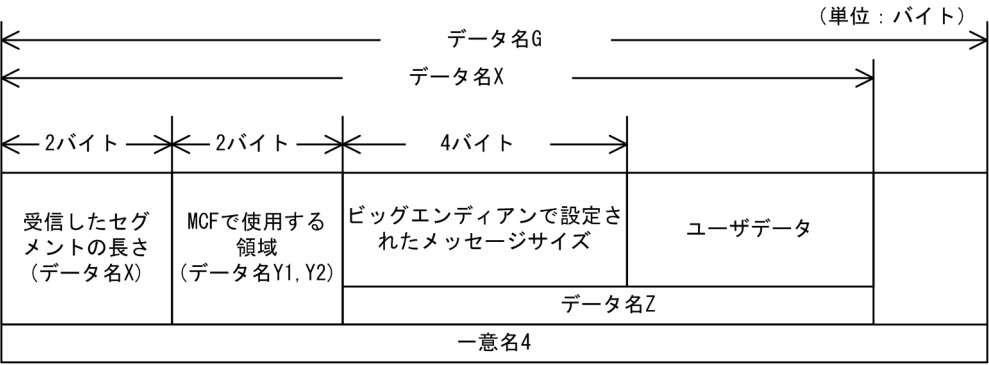 （単位：バイト）
データ名G
データ名X
2バイト
2バイト
4バイト
受信したセグ
メントの長さ
（データ名X）
MCFで使用する
領域
（データ名Y1,Y2）
ビッグエンディアンで設定さ
れたメッセージサイズ
ユーザデータ
データ名Z
一意名4